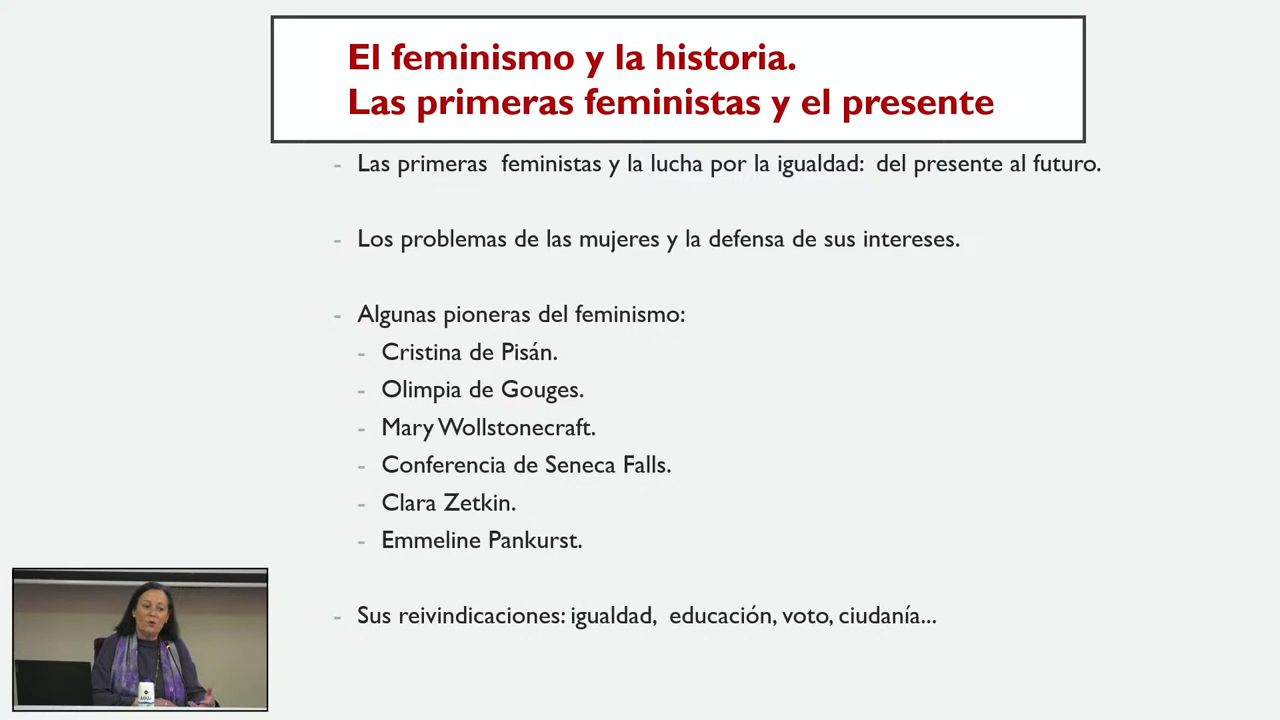 El feminismo y la historia.
Las primeras feministas y el presente
- Las primeras feministas y la lucha por la igualdad: del presente al futuro.
- Los problemas de las mujeres y la defensa de sus intereses.
- Algunas pioneras del feminismo:
- Cristina de Pisán.
- Olimpia de Gouges.
- Mary Wollstonecraft.
- Conferencia de Seneca Falls.
- Clara Zetkin.
- Emmeline Pankurst.
- Sus reivindicaciones: igualdad, educación, voto, ciudanía...